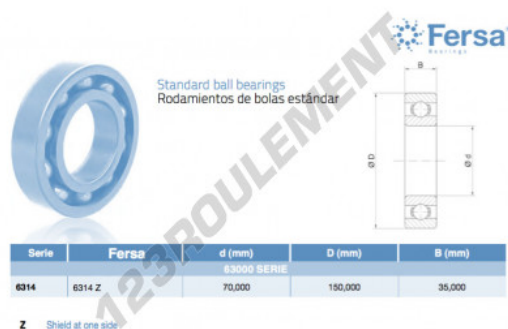 Fersa
Bearings
Standard ball bearings
Rodamientos de bolas estándar
B
Ø D
Ø d
Serie Fersa d (mm) D (mm) B (mm)
63000 SERIE
6314 6314 Z 70,000 150,000 35,000
Z Shield at one side
123ROULEMENT